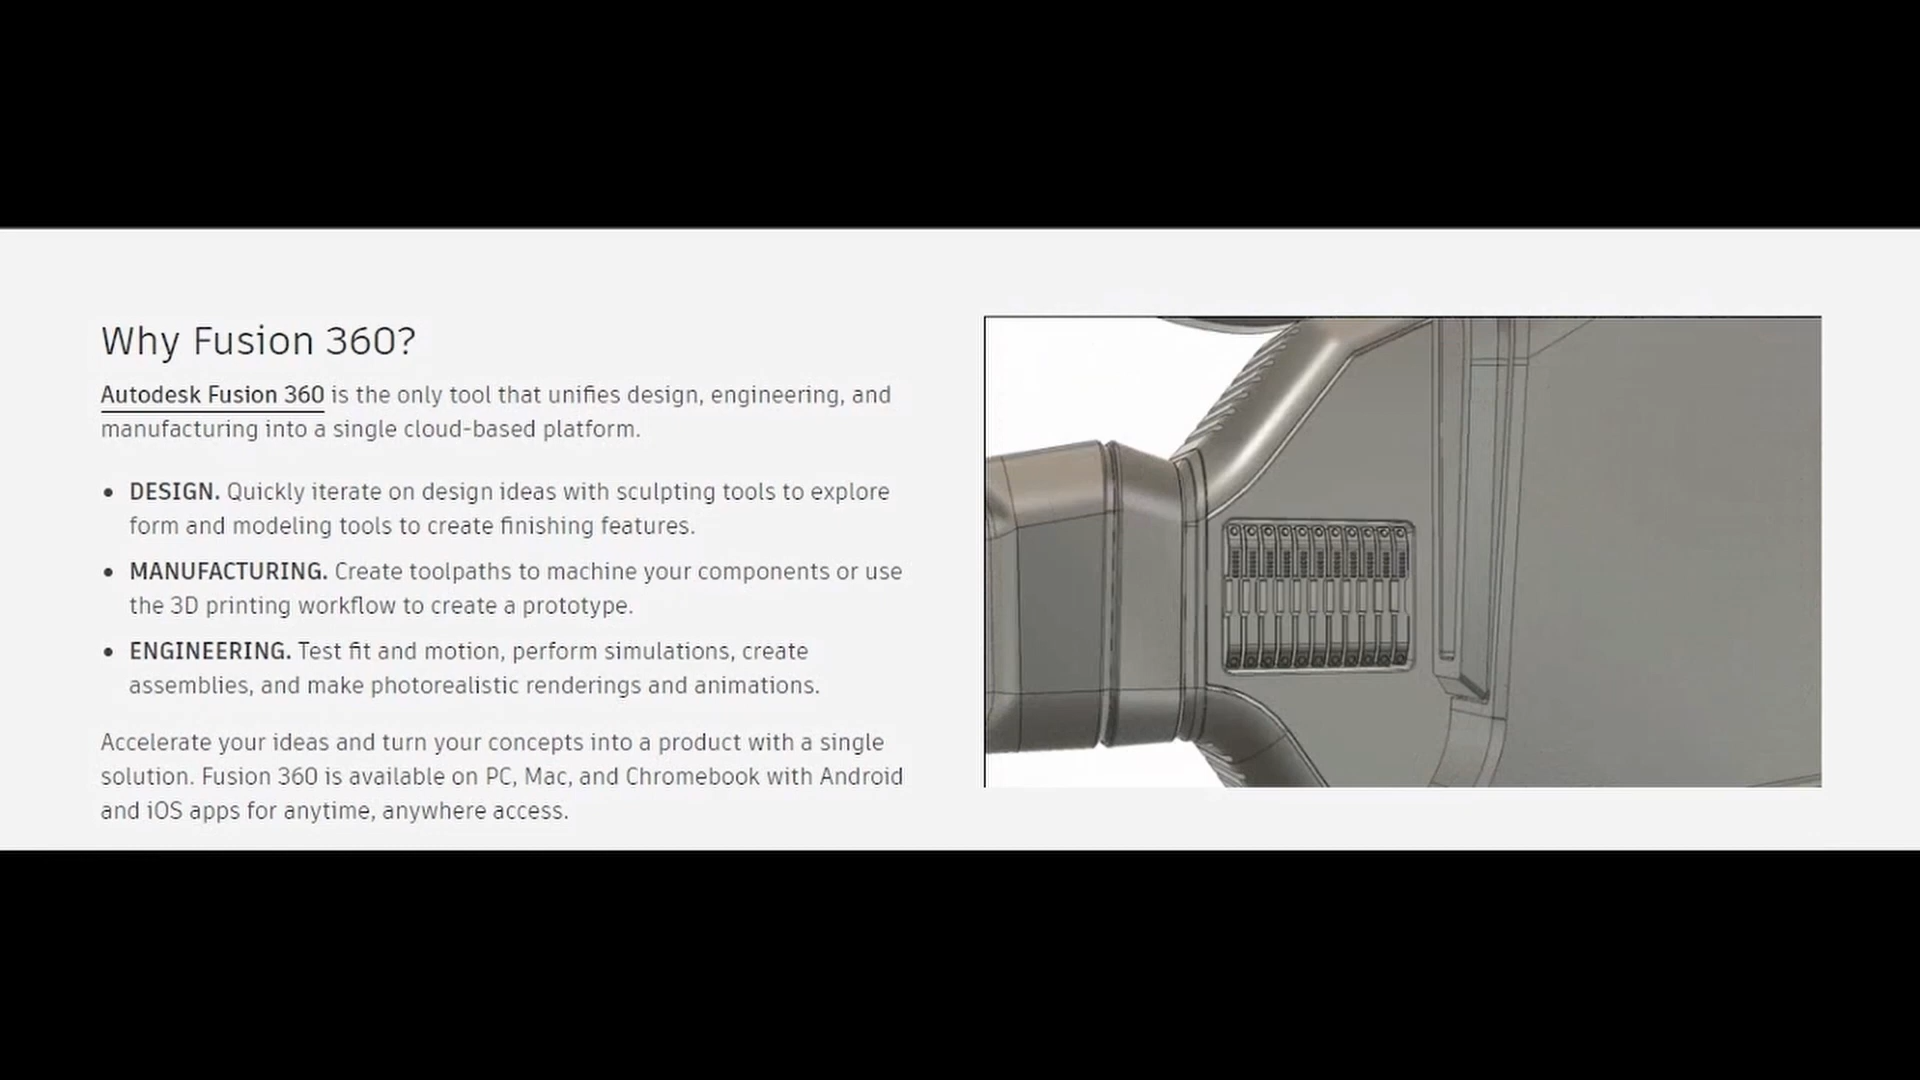 Why Fusion 360?
Autodesk Fusion 360 is the only tool that unifies design, engineering, and
manufacturing into a single cloud-based platform.
• DESIGN. Quickly iterate on design ideas with sculpting tools to explore
form and modeling tools to create finishing features.
• MANUFACTURING. Create toolpaths to machine your components or use
the 3D printing workflow to create a prototype.
• ENGINEERING. Test fit and motion, perform simulations, create
assemblies, and make photorealistic renderings and animations.
Accelerate your ideas and turn your concepts into a product with a single
solution. Fusion 360 is available on PC, Mac, and Chromebook with Android
and iOS apps for anytime, anywhere access.